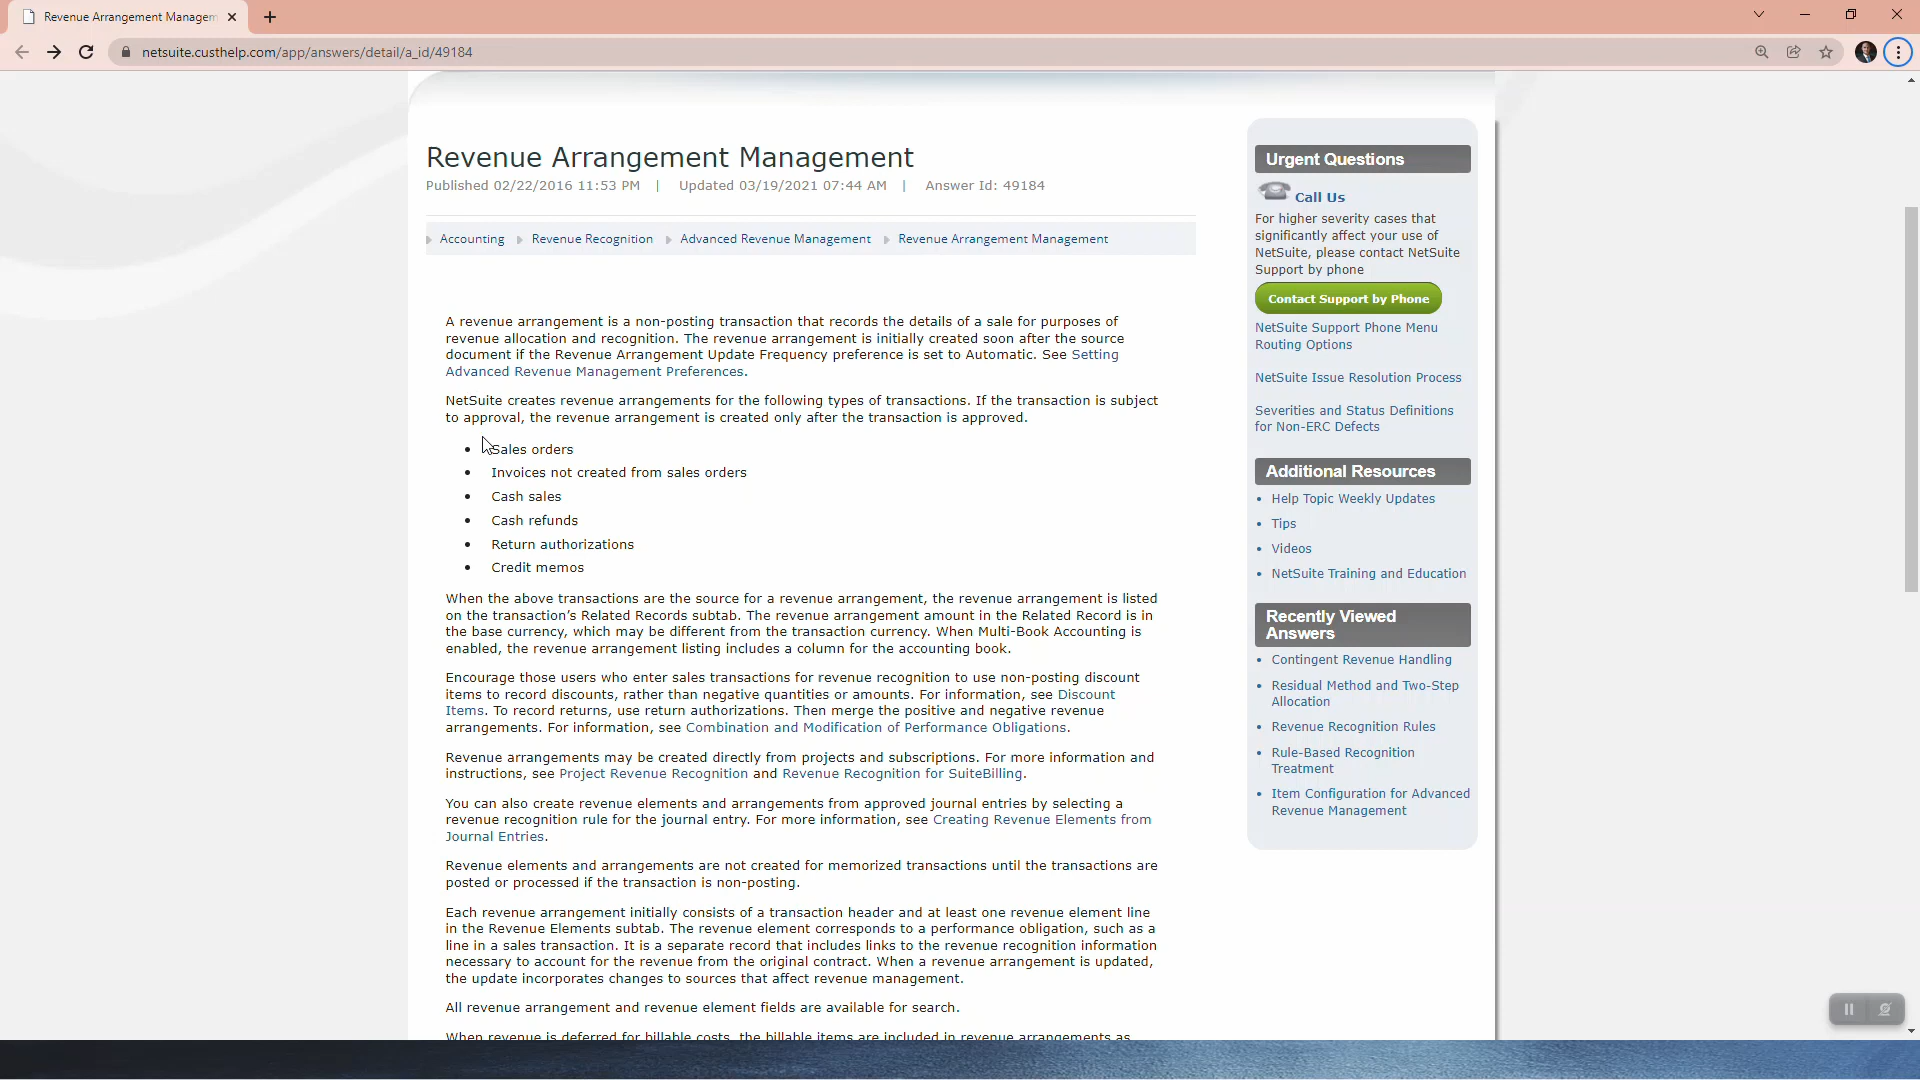 Revenue Arrangement Managem
netsuite.custhelp.com/app/answers/detail/a_id/49184
Revenue Arrangement Management
Published 02/22/2016 11:53 PM | Updated 03/19/2021 07:44 AM | Answer Id: 49184
Accounting Revenue Recognition Advanced Revenue Management Revenue Arrangement Management
A revenue arrangement is a non-posting transaction that records the details of a sale for purposes of
revenue allocation and recognition. The revenue arrangement is initially created soon after the source
document if the Revenue Arrangement Update Frequency preference is set to Automatic. See Setting
Advanced Revenue Management Preferences.
NetSuite creates revenue arrangements for the following types of transactions. If the transaction is subject
to approval, the revenue arrangement is created only after the transaction is approved.
• Sales orders
• Invoices not created from sales orders
• Cash sales
• Cash refunds
• Return authorizations
• Credit memos
When the above transactions are the source for a revenue arrangement, the revenue arrangement is listed
on the transaction's Related Records subtab. The revenue arrangement amount in the Related Record is in
the base currency, which may be different from the transaction currency. When Multi-Book Accounting is
enabled, the revenue arrangement listing includes a column for the accounting book.
Encourage those users who enter sales transactions for revenue recognition to use non-posting discount
items to record discounts, rather than negative quantities or amounts. For information, see Discount
Items. To record returns, use return authorizations. Then merge the positive and negative revenue
arrangements. For information, see Combination and Modification of Performance Obligations.
Revenue arrangements may be created directly from projects and subscriptions. For more information and
instructions, see Project Revenue Recognition and Revenue Recognition for SuiteBilling.
You can also create revenue elements and arrangements from approved journal entries by selecting a
revenue recognition rule for the journal entry. For more information, see Creating Revenue Elements from
Journal Entries.
Revenue elements and arrangements are not created for memorized transactions until the transactions are
posted or processed if the transaction is non-posting.
Each revenue arrangement initially consists of a transaction header and at least one revenue element line
in the Revenue Elements subtab. The revenue element corresponds to a performance obligation, such as a
line in a sales transaction. It is a separate record that includes links to the revenue recognition information
necessary to account for the revenue from the original contract. When a revenue arrangement is updated,
the update incorporates changes to sources that affect revenue management.
All revenue arrangement and revenue element fields are available for search.
When revenue is deferred for billable costs, the billable items are included in revenue arrangements as
Urgent Questions
Call Us
For higher severity cases that
significantly affect your use of
NetSuite, please contact NetSuite
Support by phone
Contact Support by Phone
NetSuite Support Phone Menu
Routing Options
NetSuite Issue Resolution Process
Severities and Status Definitions
for Non-ERC Defects
Additional Resources
• Help Topic Weekly Updates
• Tips
• Videos
• NetSuite Training and Education
Recently Viewed
Answers
• Contingent Revenue Handling
• Residual Method and Two-Step
Allocation
• Revenue Recognition Rules
• Rule-Based Recognition
Treatment
• Item Configuration for Advanced
Revenue Management